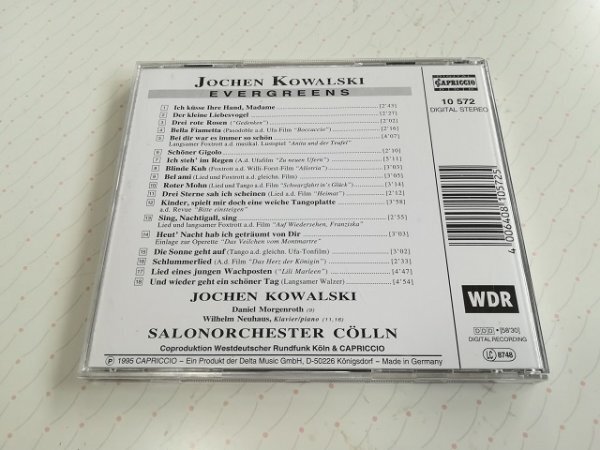 JOCHEN KOWALSKI
EVERGREENS
1 Ich küsse Ihre Hand, Madame [2'43]
2 Der kleine Liebesvogel [2'27]
3 Drei rote Rosen ("Gedenken") [2'02]
4 Bella Fiametta (Pasodoble a.d. Ufa Film "Boccaccio") [2'16]
5 Bei dir war es immer so schön [4'07]
Langsamer Foxtrott a.d. musikal. Lustspiel "Anita und der Teufel"
6 Schöner Gigolo [2'30]
7 Ich steh' im Regen (A.d. Ufafilm "Zu neuen Ufern") [5'11]
8 Blinde Kuh (Foxtrott a.d. Willi-Forst-Film "Allotria") [3'03]
9 Bel ami (Lied und Foxtrott a.d. gleichn. Film) [3'05]
10 Roter Mohn (Lied und Tango a.d. Film "Schwarzfahrt in's Glück") [3'14]
11 Drei Sterne sah ich scheinen (Lied a.d. Film "Heimat") [2'12]
12 Kinder, spielt mir doch eine weiche Tangoplatte [3'58]
a.d. Revue "Bitte einsteigen"
13 Sing, Nachtigall, sing [2'55]
Lied und langsamer Foxtrott a.d. Film "Auf Wiedersehen, Franziska"
14 Heut' Nacht hab ich geträumt von Dir [3'03]
Einlage zur Operette "Das Veilchen vom Montmartre"
15 Die Sonne geht auf (Tango a.d. gleichn. Ufa-Tonfilm) [3'02]
16 Schlummerlied (A.d. Film "Das Herz der Königin") [2'33]
17 Lied eines jungen Wachposten ("Lili Marleen") [4'47]
18 Und wieder geht ein schöner Tag (Langsamer Walzer) [4'54]
JOCHEN KOWALSKI
Daniel Morgenroth (9)
Wilhelm Neuhaus, Klavier/piano (11,16)
SALONORCHESTER CÖLLN
Coproduktion Westdeutscher Rundfunk Köln & CAPRICCIO
℗ 1995 CAPRICCIO – Ein Produkt der Delta Music GmbH, D-50226 Königsdorf – Made in Germany
CAPRICCIO
10 572
DIGITAL STEREO
4 006408 105725
WDR
DDD • [58'30]
DIGITAL RECORDING
LC 8748